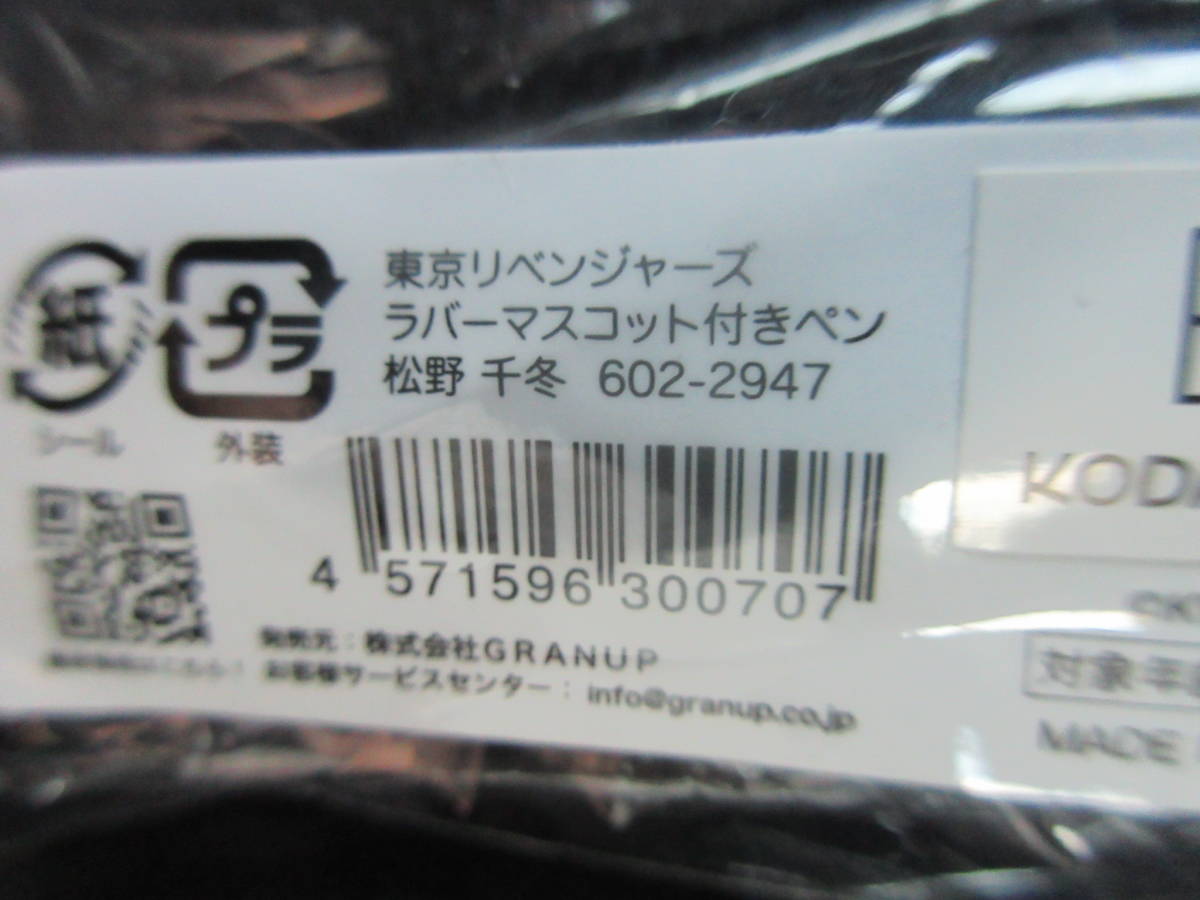 東京リベンジャーズ
ラバーマスコット付きペン
松野 千冬 602-2947
紙
プラ
シール
外装
4 571596 300707
発売元：株式会社GRANUP
お客様サービスセンター：info@granup.co.jp
KOD
対象年
MADE